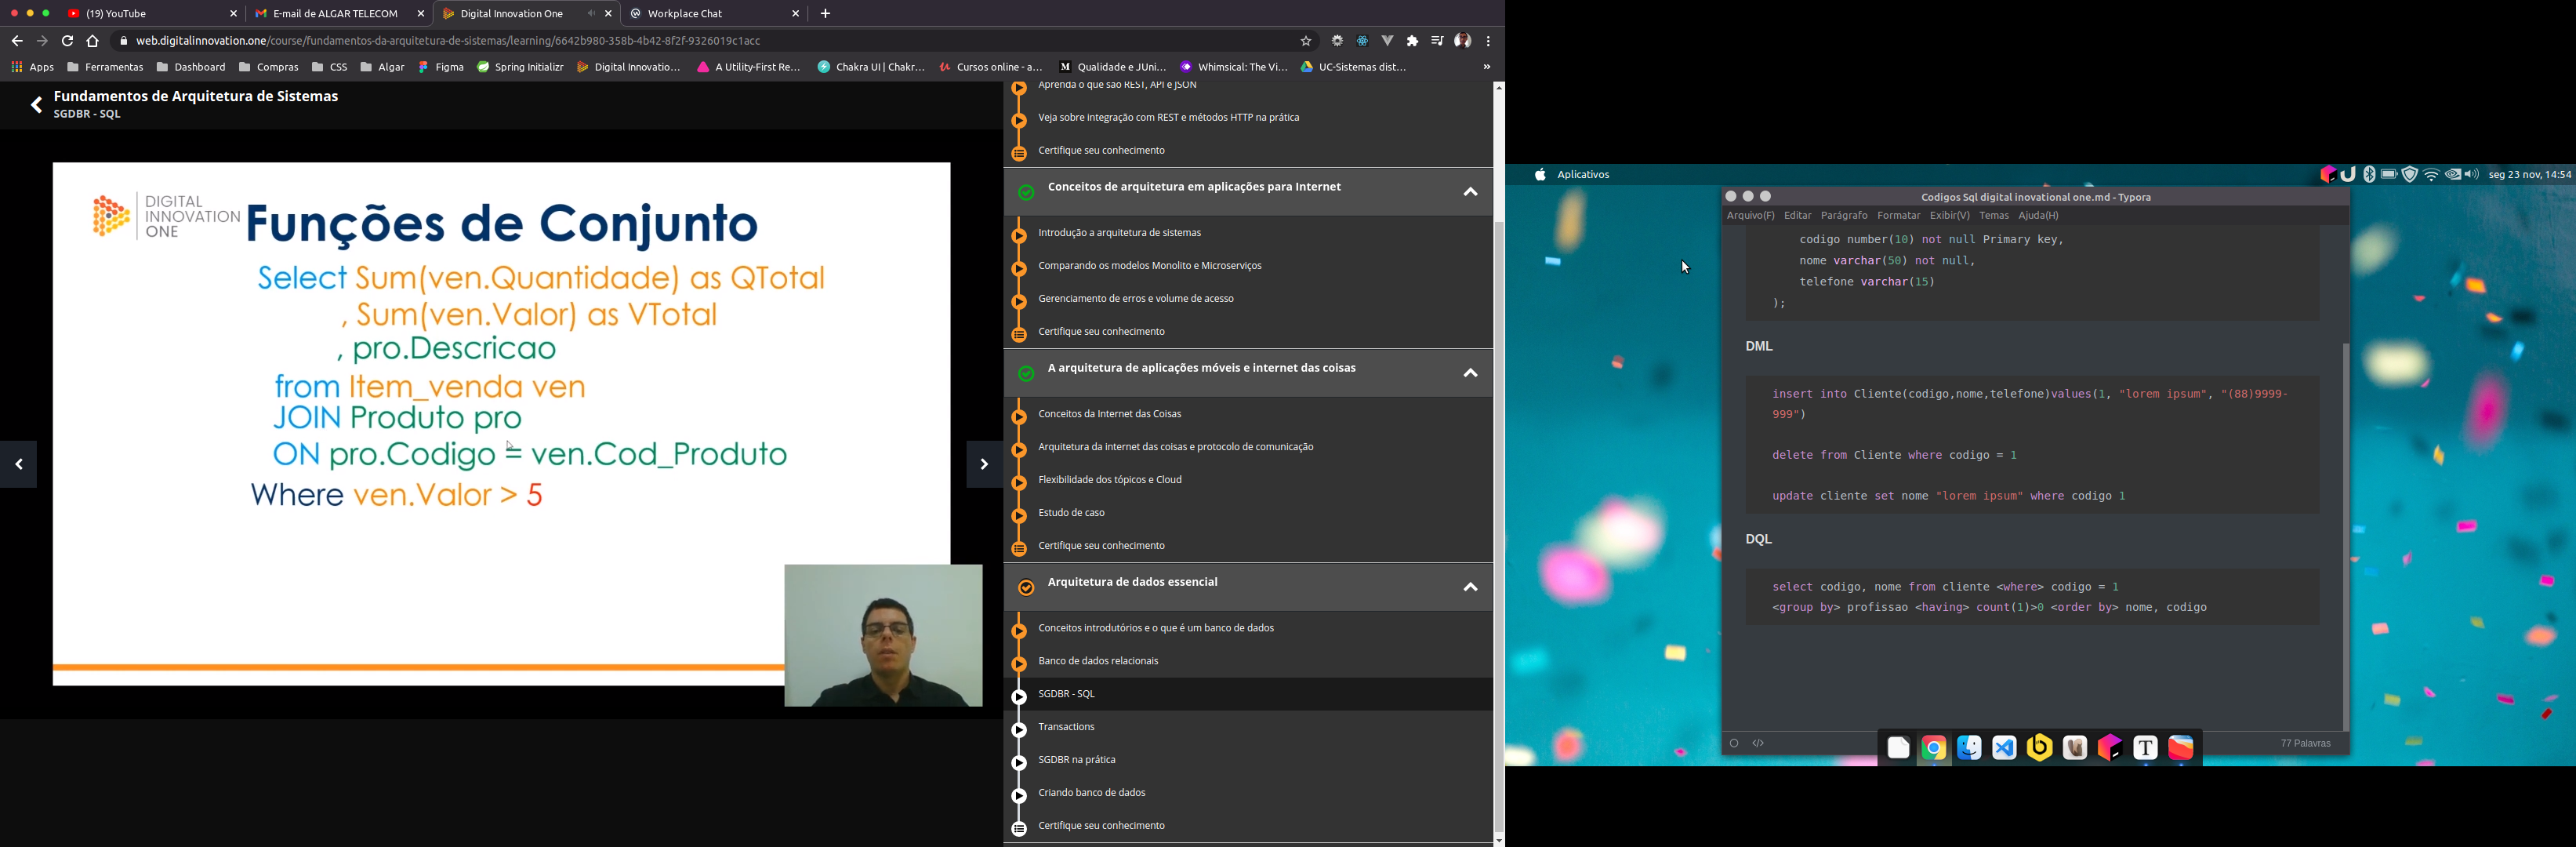 (19) YouTube
E-mail de ALGAR TELECOM
Digital Innovation One
Workplace Chat
web.digitalinnovation.one/course/fundamentos-da-arquitetura-de-sistemas/learning/6642b980-358b-4b42-8f2f-9326019c1acc
Apps Ferramentas Dashboard Compras CSS Algar Figma Spring Initializr Digital Innovatio... A Utility-First Re... Chakra UI | Chakr... Cursos online - a... M Qualidade e JUni... Whimsical: The Vi... UC-Sistemas dist... »
Fundamentos de Arquitetura de Sistemas
SGDBR - SQL
DIGITAL
INNOVATION
ONE
Funções de Conjunto
Select Sum(ven.Quantidade) as QTotal
, Sum(ven.Valor) as VTotal
, pro.Descricao
from Item_venda ven
JOIN Produto pro
ON pro.Codigo = ven.Cod_Produto
Where ven.Valor > 5
Aprenda o que são REST, API e JSON
Veja sobre integração com REST e métodos HTTP na prática
Certifique seu conhecimento
Conceitos de arquitetura em aplicações para Internet
Introdução a arquitetura de sistemas
Comparando os modelos Monolito e Microserviços
Gerenciamento de erros e volume de acesso
Certifique seu conhecimento
A arquitetura de aplicações móveis e internet das coisas
Conceitos da Internet das Coisas
Arquitetura da internet das coisas e protocolo de comunicação
Flexibilidade dos tópicos e Cloud
Estudo de caso
Certifique seu conhecimento
Arquitetura de dados essencial
Conceitos introdutórios e o que é um banco de dados
Banco de dados relacionais
SGDBR - SQL
Transactions
SGDBR na prática
Criando banco de dados
Certifique seu conhecimento
Aplicativos
seg 23 nov, 14:54
Codigos Sql digital inovational one.md - Typora
Arquivo(F) Editar Parágrafo Formatar Exibir(V) Temas Ajuda(H)
codigo number(10) not null Primary key,
nome varchar(50) not null,
telefone varchar(15)
);
DML
insert into Cliente(codigo,nome,telefone)values(1, "lorem ipsum", "(88)9999-
999")
delete from Cliente where codigo = 1
update cliente set nome "lorem ipsum" where codigo 1
DQL
select codigo, nome from cliente <where> codigo = 1
<group by> profissao <having> count(1)>0 <order by> nome, codigo
</> 77 Palavras
T